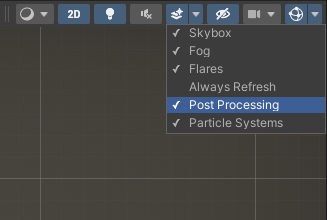 2D
Skybox
Fog
Flares
Always Refresh
Post Processing
Particle Systems